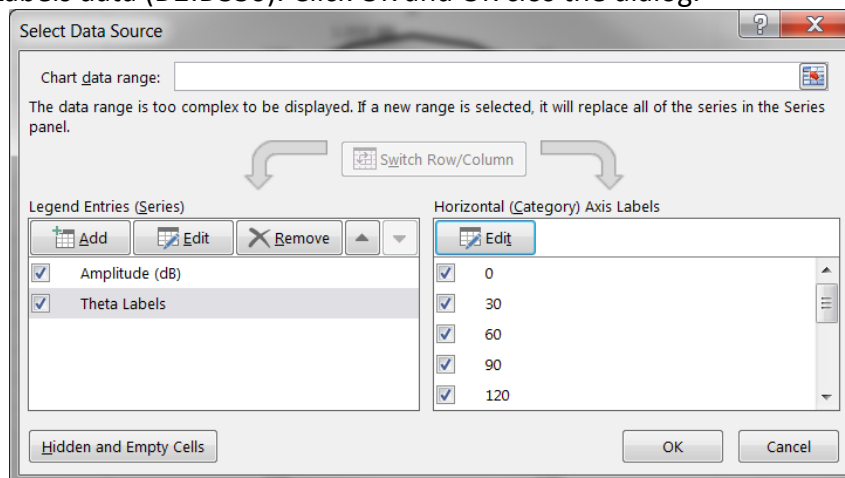 Select Data Source
Chart data range:
The data range is too complex to be displayed. If a new range is selected, it will replace all of the series in the Series
panel.
Switch Row/Column
Legend Entries (Series)
Horizontal (Category) Axis Labels
Add
Edit
Remove
Edit
Amplitude (dB)
Theta Labels
0
30
60
90
120
Hidden and Empty Cells
OK
Cancel